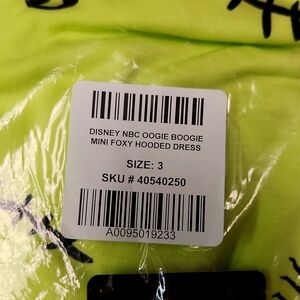 DISNEY NBC OOGIE BOOGIE
MINI FOXY HOODED DRESS
SIZE: 3
SKU # 40540250
A0095019233